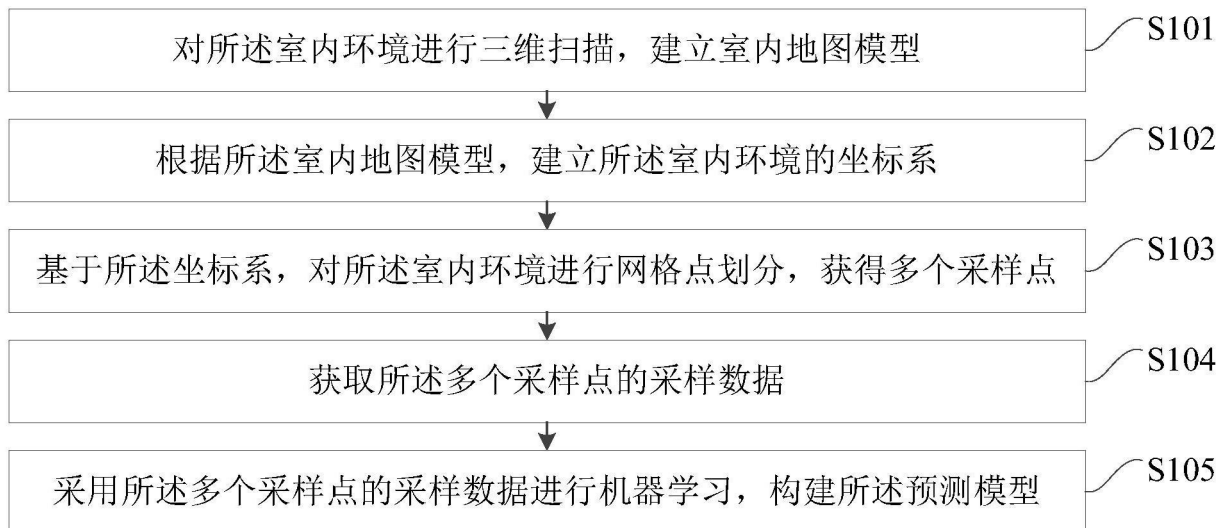 对所述室内环境进行三维扫描，建立室内地图模型
S101
根据所述室内地图模型，建立所述室内环境的坐标系
S102
基于所述坐标系，对所述室内环境进行网格点划分，获得多个采样点
S103
获取所述多个采样点的采样数据
S104
采用所述多个采样点的采样数据进行机器学习，构建所述预测模型
S105